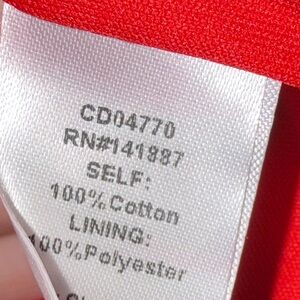 CD04770
RN#141887
SELF:
100%Cotton
LINING:
100%Polyester